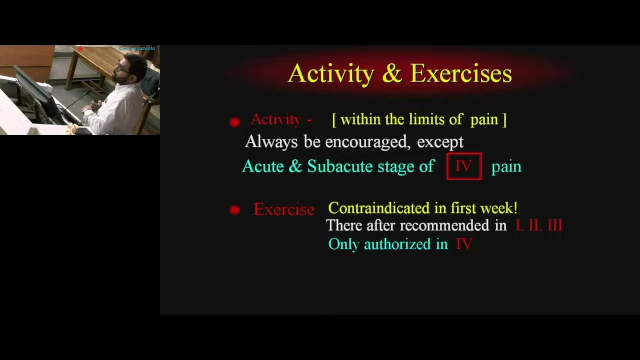 Activity & Exercises
Activity - [ within the limits of pain ]
Always be encouraged, except
Acute & Subacute stage of IV pain
Exercise Contraindicated in first week!
There after recommended in I. II. III
Only authorized in IV